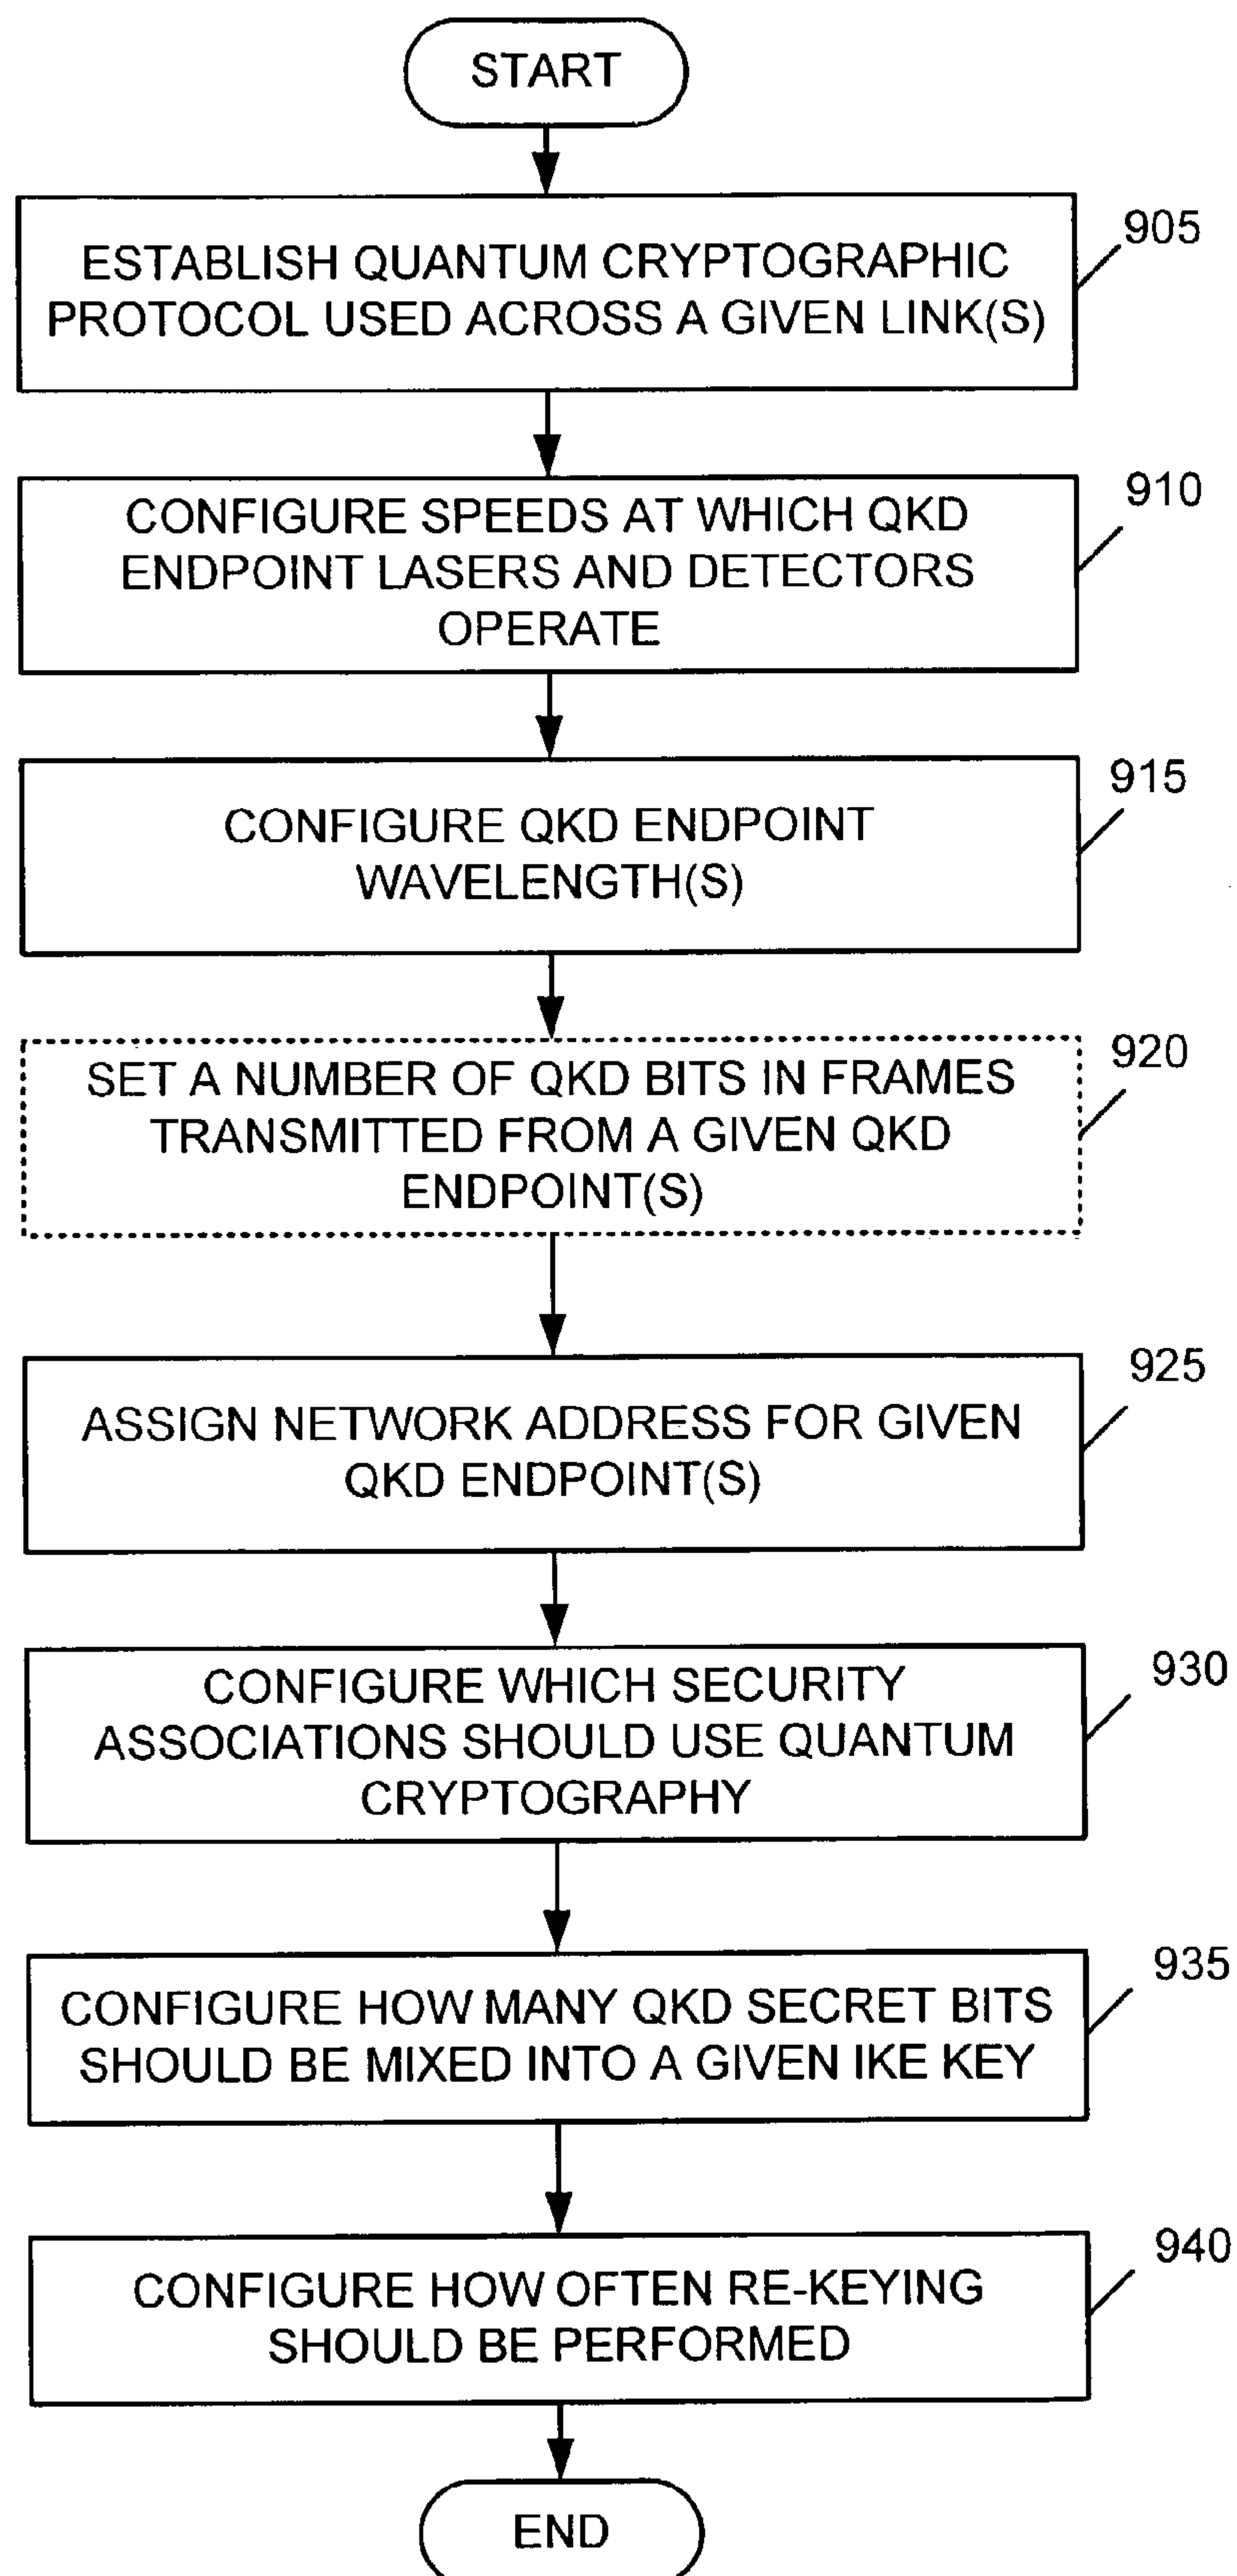 START
ESTABLISH QUANTUM CRYPTOGRAPHIC
PROTOCOL USED ACROSS A GIVEN LINK(S)
905
CONFIGURE SPEEDS AT WHICH QKD
ENDPOINT LASERS AND DETECTORS
OPERATE
910
CONFIGURE QKD ENDPOINT
WAVELENGTH(S)
915
SET A NUMBER OF QKD BITS IN FRAMES
TRANSMITTED FROM A GIVEN QKD
ENDPOINT(S)
920
ASSIGN NETWORK ADDRESS FOR GIVEN
QKD ENDPOINT(S)
925
CONFIGURE WHICH SECURITY
ASSOCIATIONS SHOULD USE QUANTUM
CRYPTOGRAPHY
930
CONFIGURE HOW MANY QKD SECRET BITS
SHOULD BE MIXED INTO A GIVEN IKE KEY
935
CONFIGURE HOW OFTEN RE-KEYING
SHOULD BE PERFORMED
940
END